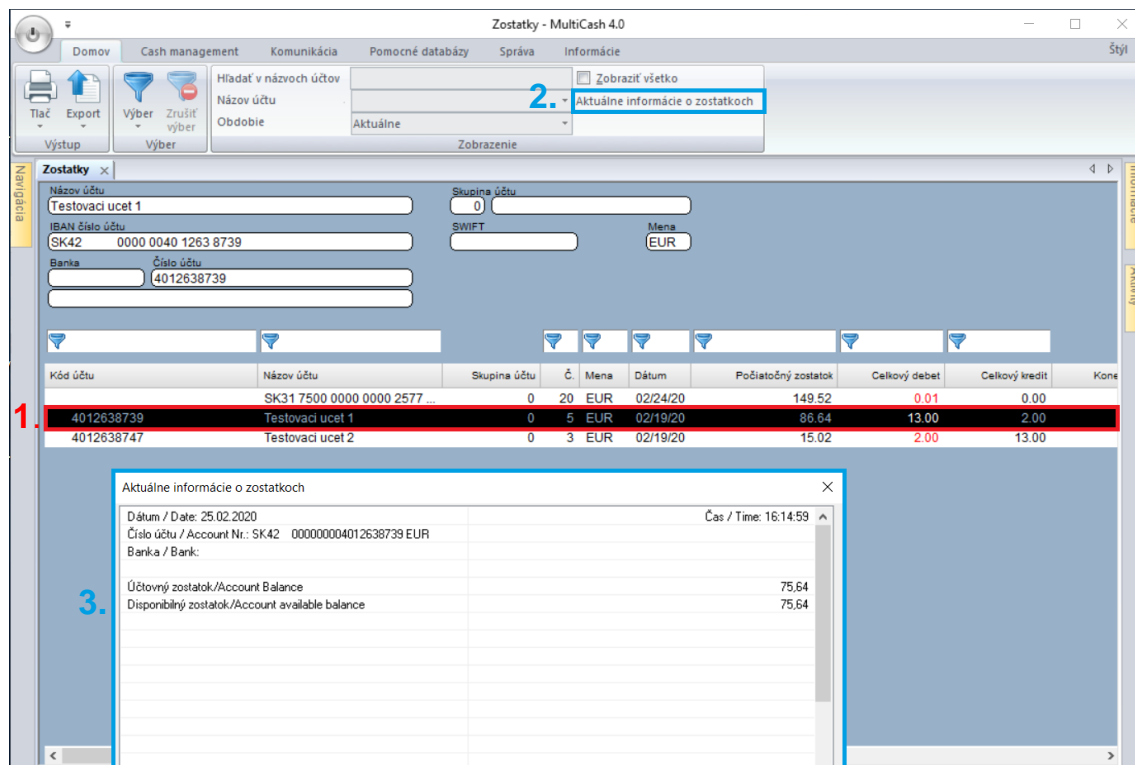 Zostatky - MultiCash 4.0
Domov Cash management Komunikácia Pomocné databázy Správa Informácie Štýl
Hľadať v názvoch účtov Zobraziť všetko
Tlač Export Výber Zrušiť výber Názov účtu 2. Aktuálne informácie o zostatkoch
Obdobie Aktuálne
Výstup Výber Zobrazenie
Navigácia
Zostatky
Informácie
Aktivity
Názov účtu Skupina účtu
Testovaci ucet 1 0
IBAN číslo účtu SWIFT Mena
SK42 0000 0040 1263 8739 EUR
Banka Číslo účtu
4012638739
Kód účtu Názov účtu Skupina účtu Č. Mena Dátum Počiatočný zostatok Celkový debet Celkový kredit Kone
SK31 7500 0000 0000 2577 ... 0 20 EUR 02/24/20 149.52 0.01 0.00
1. 4012638739 Testovaci ucet 1 0 5 EUR 02/19/20 86.64 13.00 2.00
4012638747 Testovaci ucet 2 0 3 EUR 02/19/20 15.02 2.00 13.00
Aktuálne informácie o zostatkoch
Dátum / Date: 25.02.2020 Čas / Time: 16:14:59
Číslo účtu / Account Nr.: SK42 000000004012638739 EUR
Banka / Bank:
Účtovný zostatok/Account Balance 75,64
3. Disponibilný zostatok/Account available balance 75,64